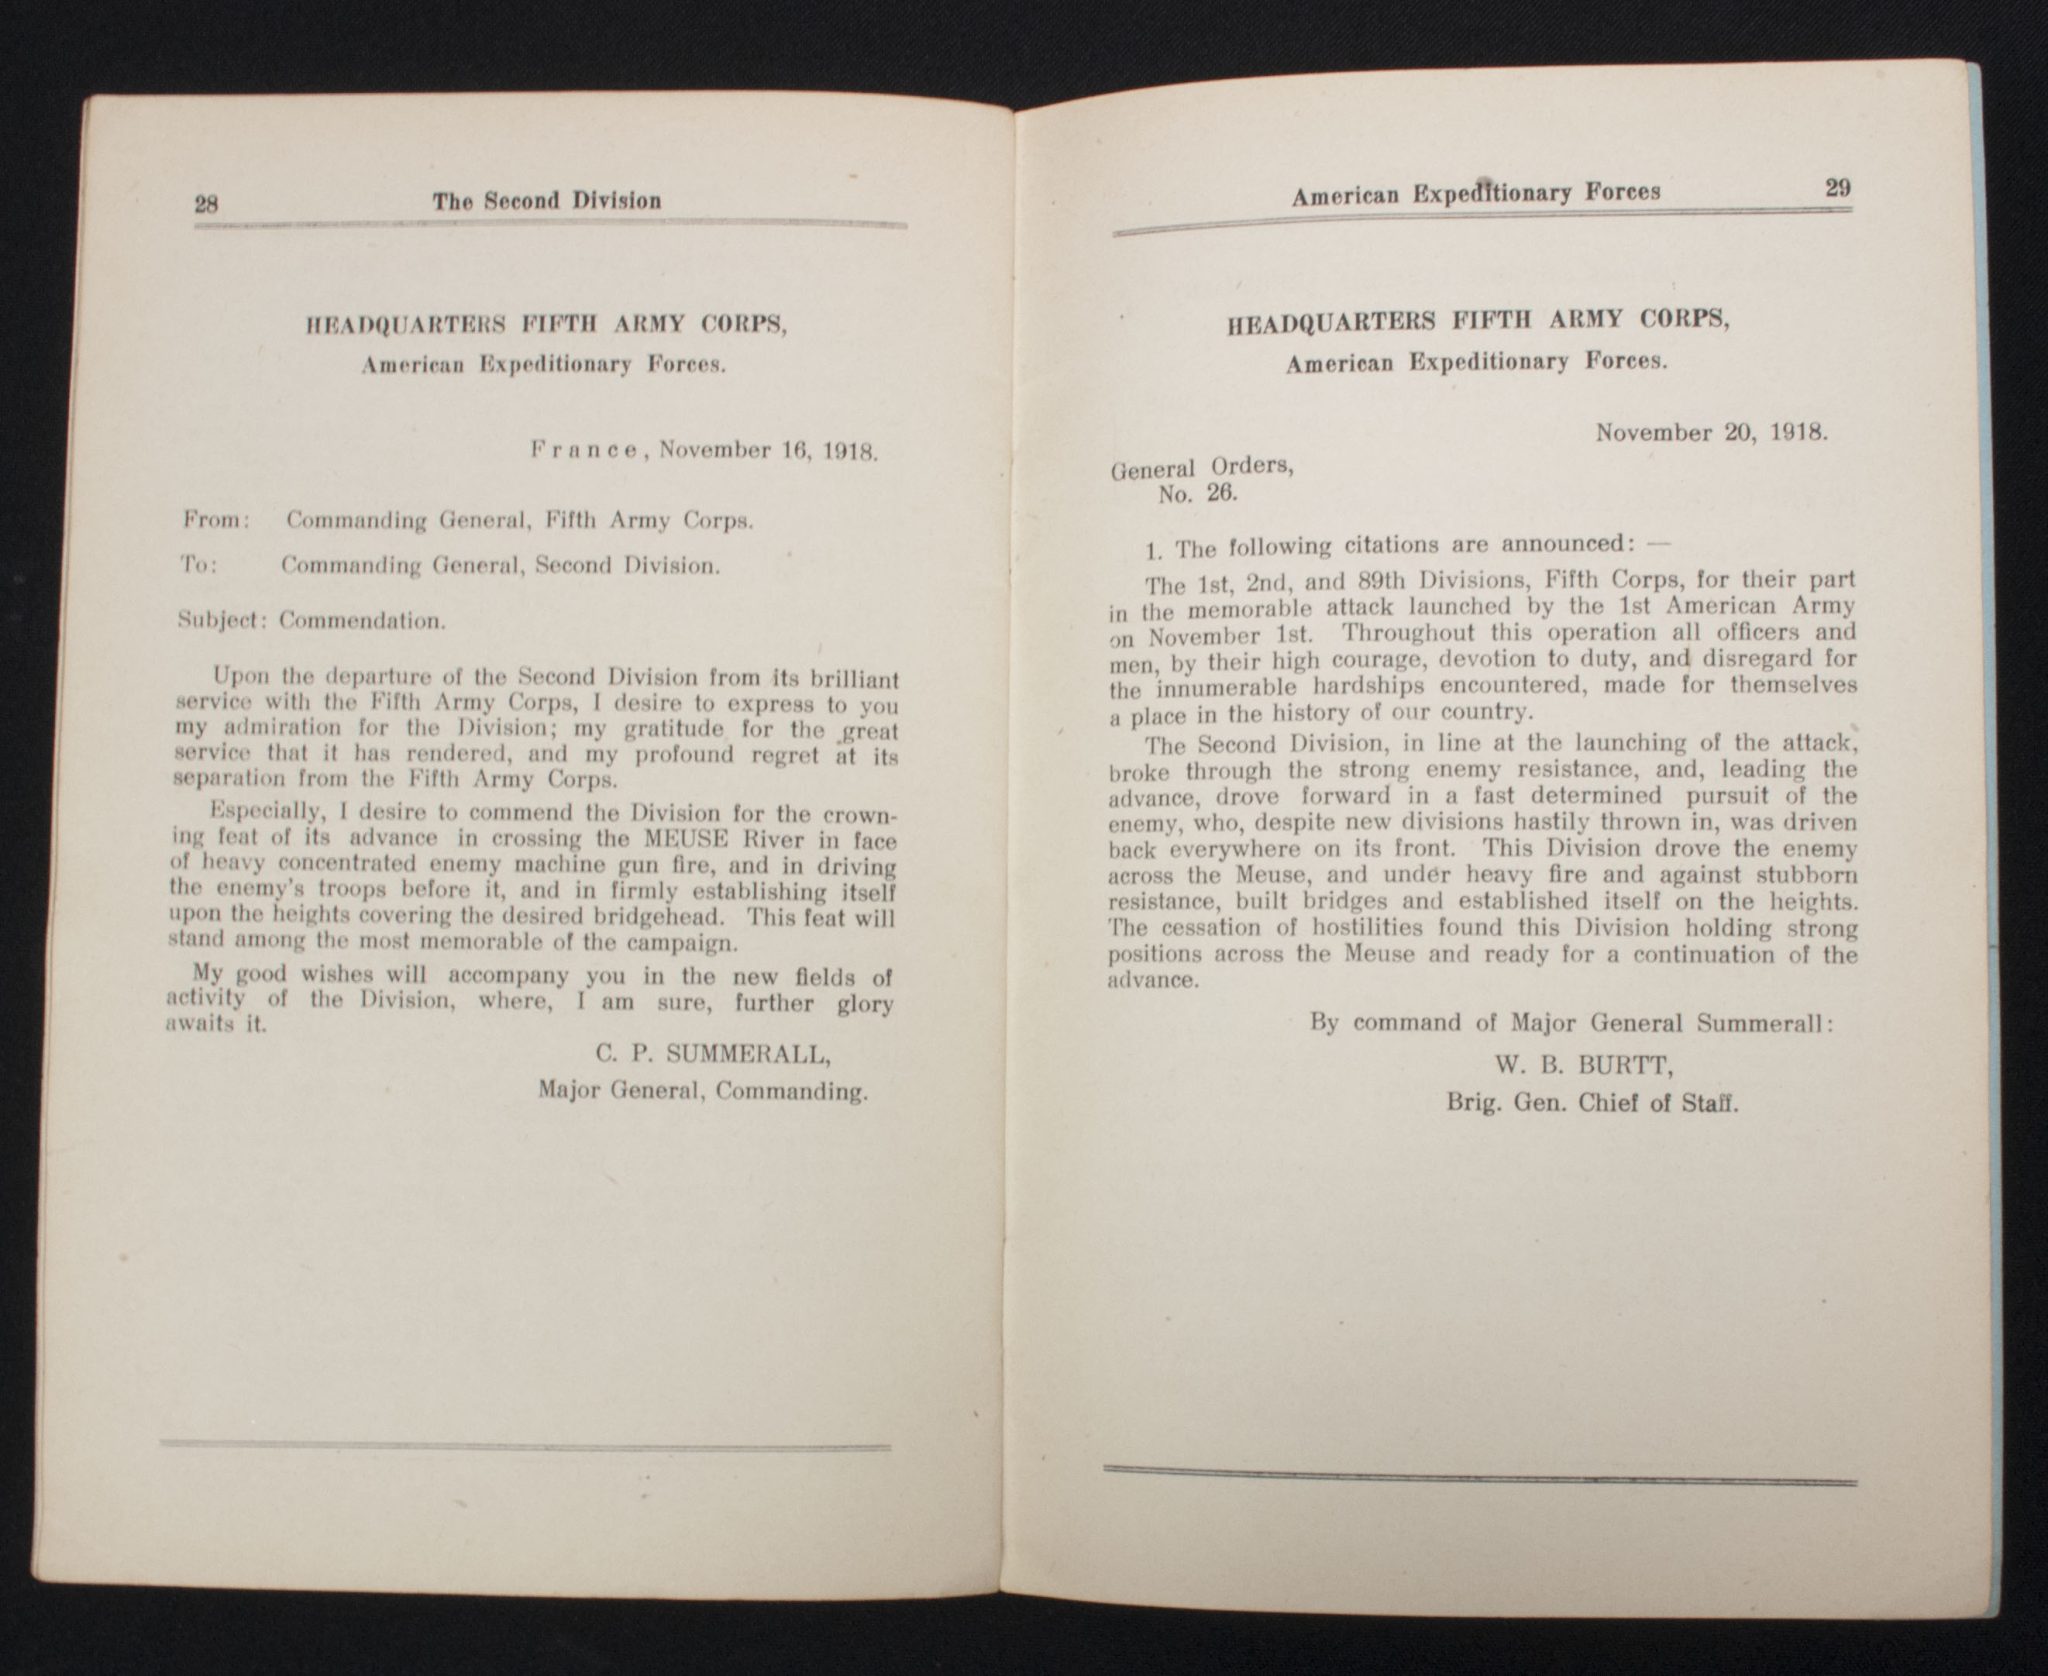 28 The Second Division
HEADQUARTERS FIFTH ARMY CORPS,
American Expeditionary Forces.
France, November 16, 1918.
From: Commanding General, Fifth Army Corps.
To: Commanding General, Second Division.
Subject: Commendation.
Upon the departure of the Second Division from its brilliant
service with the Fifth Army Corps, I desire to express to you
my admiration for the Division; my gratitude for the great
service that it has rendered, and my profound regret at its
separation from the Fifth Army Corps.
Especially, I desire to commend the Division for the crown-
ing feat of its advance in crossing the MEUSE River in face
of heavy concentrated enemy machine gun fire, and in driving
the enemy's troops before it, and in firmly establishing itself
upon the heights covering the desired bridgehead. This feat will
stand among the most memorable of the campaign.
My good wishes will accompany you in the new fields of
activity of the Division, where, I am sure, further glory
awaits it.
C. P. SUMMERALL,
Major General, Commanding.
American Expeditionary Forces 29
HEADQUARTERS FIFTH ARMY CORPS,
American Expeditionary Forces.
November 20, 1918.
General Orders,
No. 26.
1. The following citations are announced: —
The 1st, 2nd, and 89th Divisions, Fifth Corps, for their part
in the memorable attack launched by the 1st American Army
on November 1st. Throughout this operation all officers and
men, by their high courage, devotion to duty, and disregard for
the innumerable hardships encountered, made for themselves
a place in the history of our country.
The Second Division, in line at the launching of the attack,
broke through the strong enemy resistance, and, leading the
advance, drove forward in a fast determined pursuit of the
enemy, who, despite new divisions hastily thrown in, was driven
back everywhere on its front. This Division drove the enemy
across the Meuse, and under heavy fire and against stubborn
resistance, built bridges and established itself on the heights.
The cessation of hostilities found this Division holding strong
positions across the Meuse and ready for a continuation of the
advance.
By command of Major General Summerall:
W. B. BURTT,
Brig. Gen. Chief of Staff.